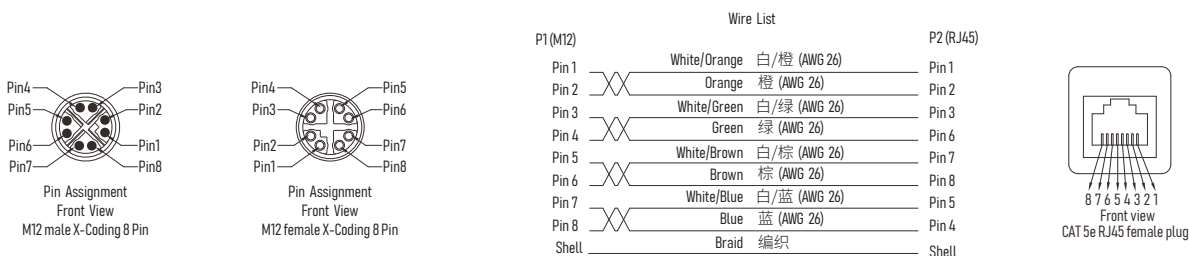 Pin4
Pin3
Pin5
Pin2
Pin6
Pin1
Pin7
Pin8
Pin Assignment
Front View
M12 male X-Coding 8 Pin
Pin4
Pin5
Pin3
Pin6
Pin2
Pin7
Pin1
Pin8
Pin Assignment
Front View
M12 female X-Coding 8 Pin
Wire List
P1 (M12) P2 (RJ45)
Pin 1 White/Orange 白/橙 (AWG 26) Pin 1
Pin 2 Orange 橙 (AWG 26) Pin 2
Pin 3 White/Green 白/绿 (AWG 26) Pin 3
Pin 4 Green 绿 (AWG 26) Pin 6
Pin 5 White/Brown 白/棕 (AWG 26) Pin 7
Pin 6 Brown 棕 (AWG 26) Pin 8
Pin 7 White/Blue 白/蓝 (AWG 26) Pin 5
Pin 8 Blue 蓝 (AWG 26) Pin 4
Shell Braid 编织 Shell
8 7 6 5 4 3 2 1
Front view
CAT 5e RJ45 female plug